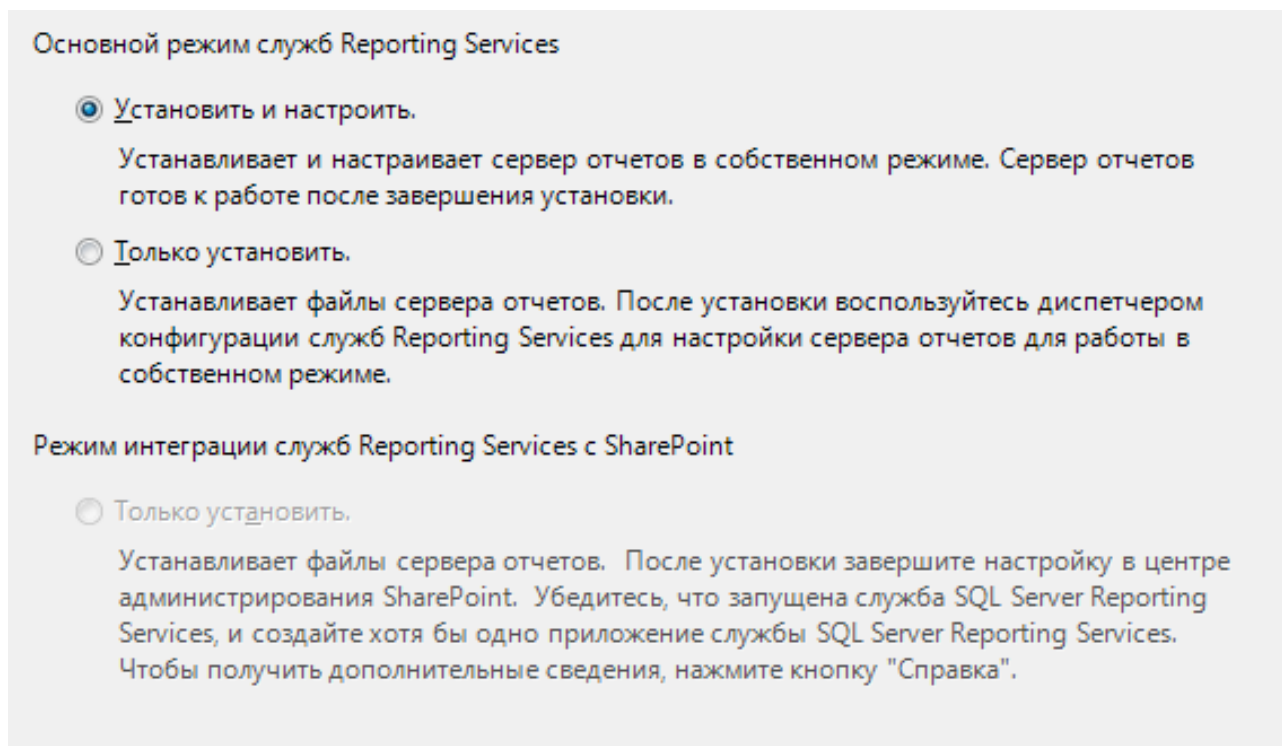 Основной режим служб Reporting Services
Установить и настроить.
Устанавливает и настраивает сервер отчетов в собственном режиме. Сервер отчетов
готов к работе после завершения установки.
Только установить.
Устанавливает файлы сервера отчетов. После установки воспользуйтесь диспетчером
конфигурации служб Reporting Services для настройки сервера отчетов для работы в
собственном режиме.
Режим интеграции служб Reporting Services с SharePoint
Только установить.
Устанавливает файлы сервера отчетов.  После установки завершите настройку в центре
администрирования SharePoint.  Убедитесь, что запущена служба SQL Server Reporting
Services, и создайте хотя бы одно приложение службы SQL Server Reporting Services.
Чтобы получить дополнительные сведения, нажмите кнопку "Справка".